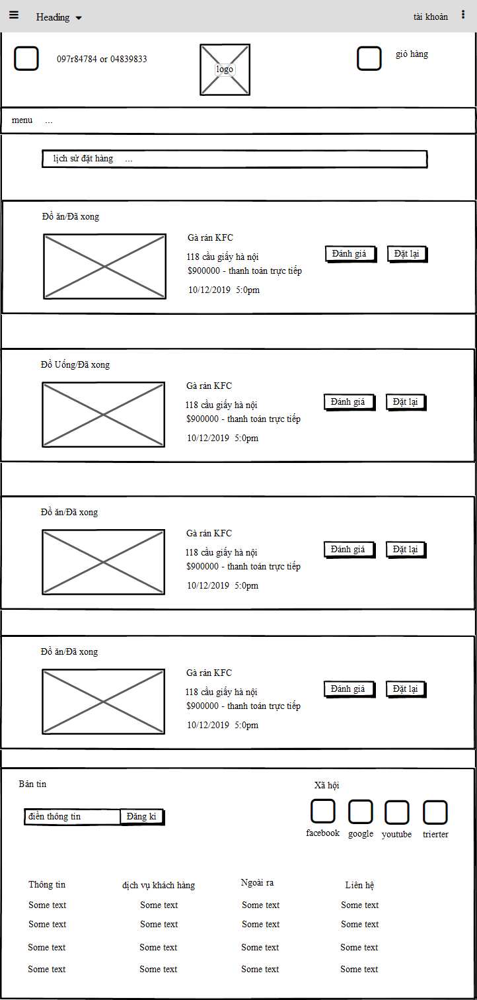 Heading
tài khoản
097r84784 or 04839833
logo
giỏ hàng
menu ...
lịch sử đặt hàng ...
Đồ ăn/Đã xong
Gà rán KFC
118 cầu giấy hà nội
$900000 - thanh toán trực tiếp
10/12/2019 5:0pm
Đánh giá
Đặt lại
Đồ Uống/Đã xong
Gà rán KFC
118 cầu giấy hà nội
$900000 - thanh toán trực tiếp
10/12/2019 5:0pm
Đánh giá
Đặt lại
Đồ ăn/Đã xong
Gà rán KFC
118 cầu giấy hà nội
$900000 - thanh toán trực tiếp
10/12/2019 5:0pm
Đánh giá
Đặt lại
Đồ ăn/Đã xong
Gà rán KFC
118 cầu giấy hà nội
$900000 - thanh toán trực tiếp
10/12/2019 5:0pm
Đánh giá
Đặt lại
Bản tin
điền thông tin
Đăng kí
Xã hội
facebook google youtube trierter
Thông tin dịch vụ khách hàng Ngoài ra Liên hệ
Some text Some text Some text Some text
Some text Some text Some text Some text
Some text Some text Some text Some text
Some text Some text Some text Some text